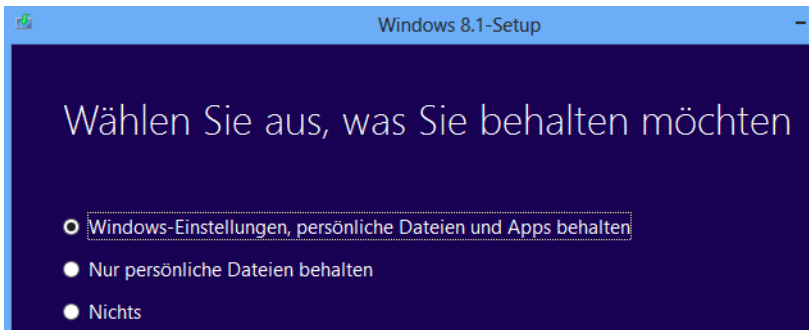 Windows 8.1-Setup
Wählen Sie aus, was Sie behalten möchten
Windows-Einstellungen, persönliche Dateien und Apps behalten
Nur persönliche Dateien behalten
Nichts